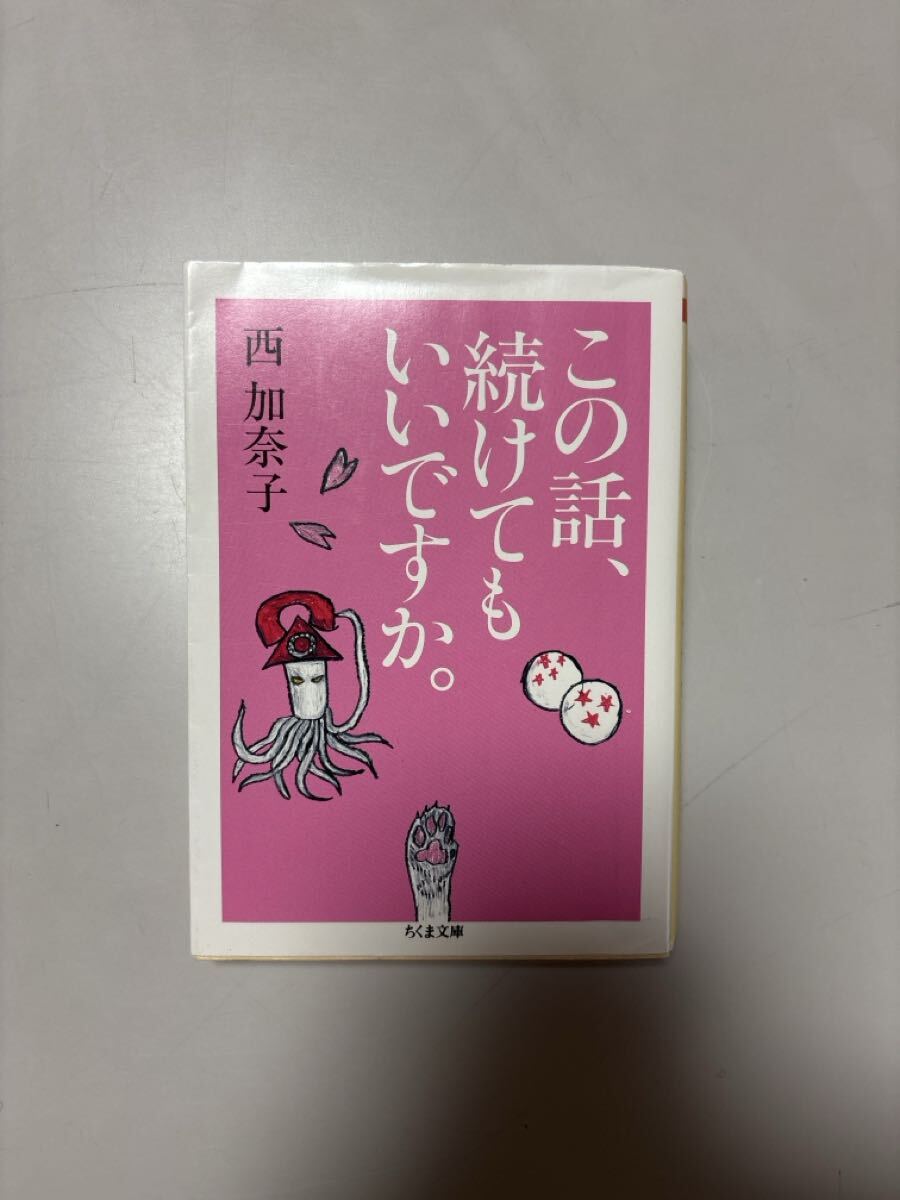 この話、
続けても
いいですか。
西 加奈子
ちくま文庫